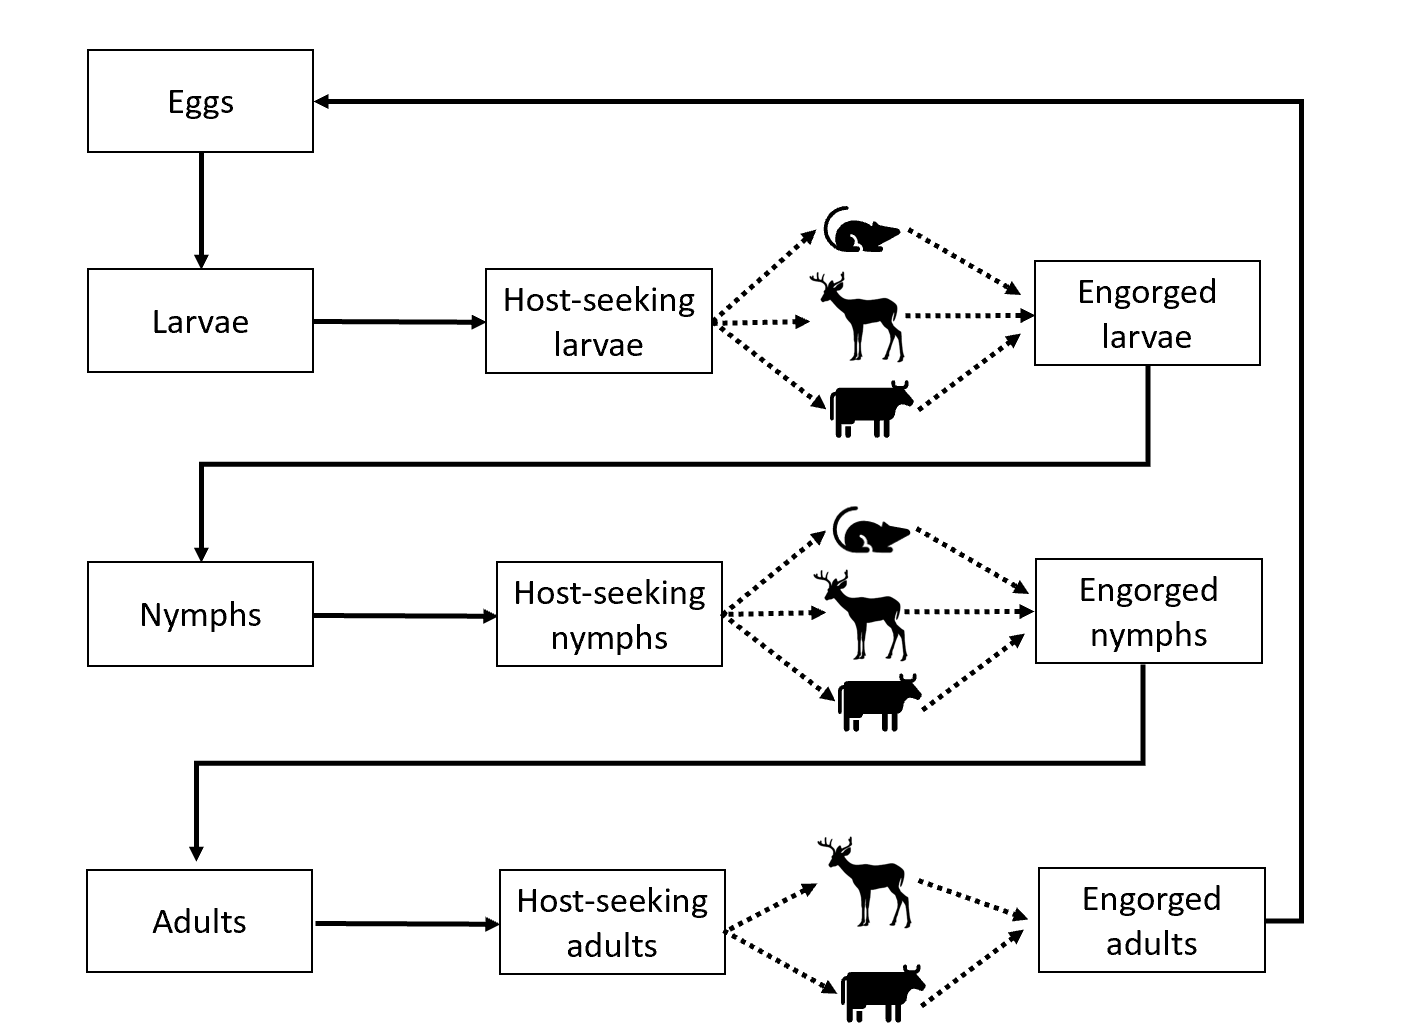 Eggs
Larvae
Host-seeking
larvae
Engorged
larvae
Nymphs
Host-seeking
nymphs
Engorged
nymphs
Adults
Host-seeking
adults
Engorged
adults